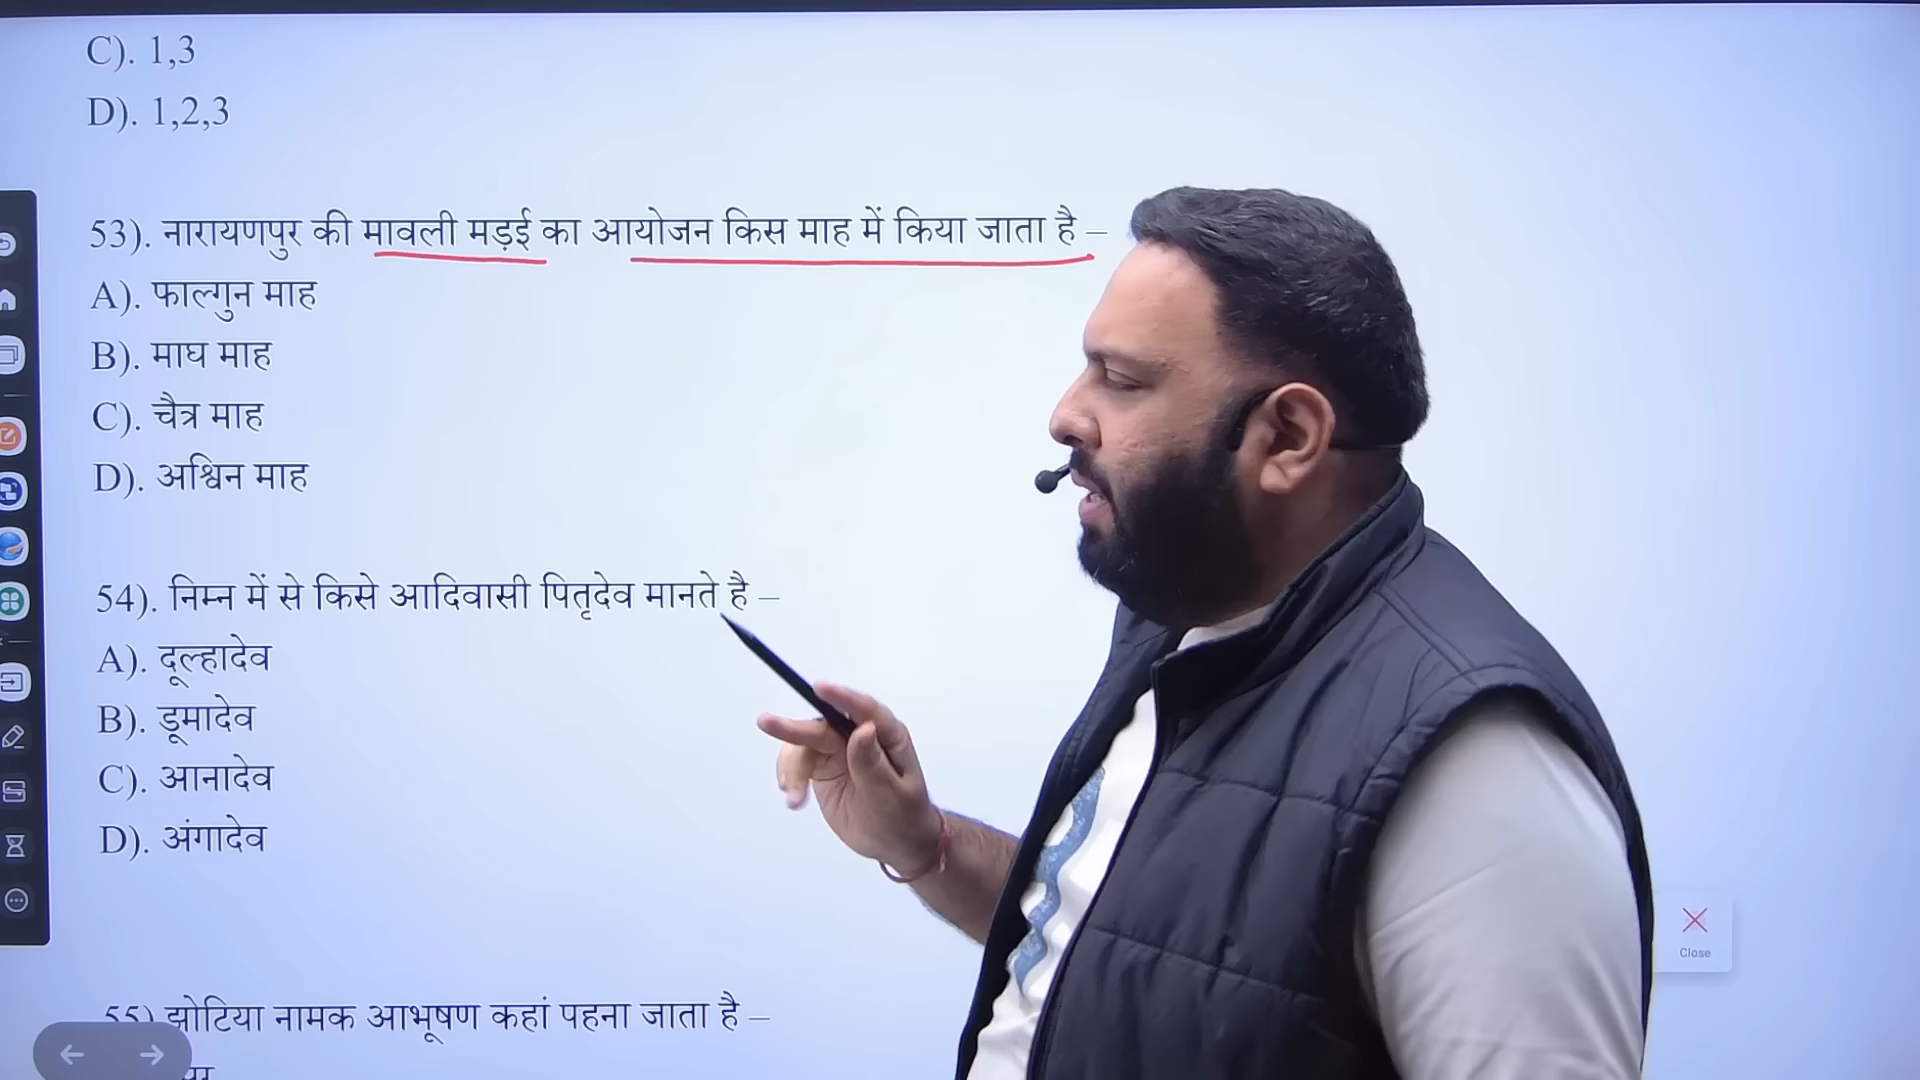 C). 1,3
D). 1,2,3
53). नारायणपुर की मावली मड़ई का आयोजन किस माह में किया जाता है –
A). फाल्गुन माह
B). माघ माह
C). चैत्र माह
D). अश्विन माह
54). निम्न में से किसे आदिवासी पितृदेव मानते है –
A). दूल्हादेव
B). डूमादेव
C). आनादेव
D). अंगादेव
55) झोटिया नामक आभूषण कहां पहना जाता है –
Close